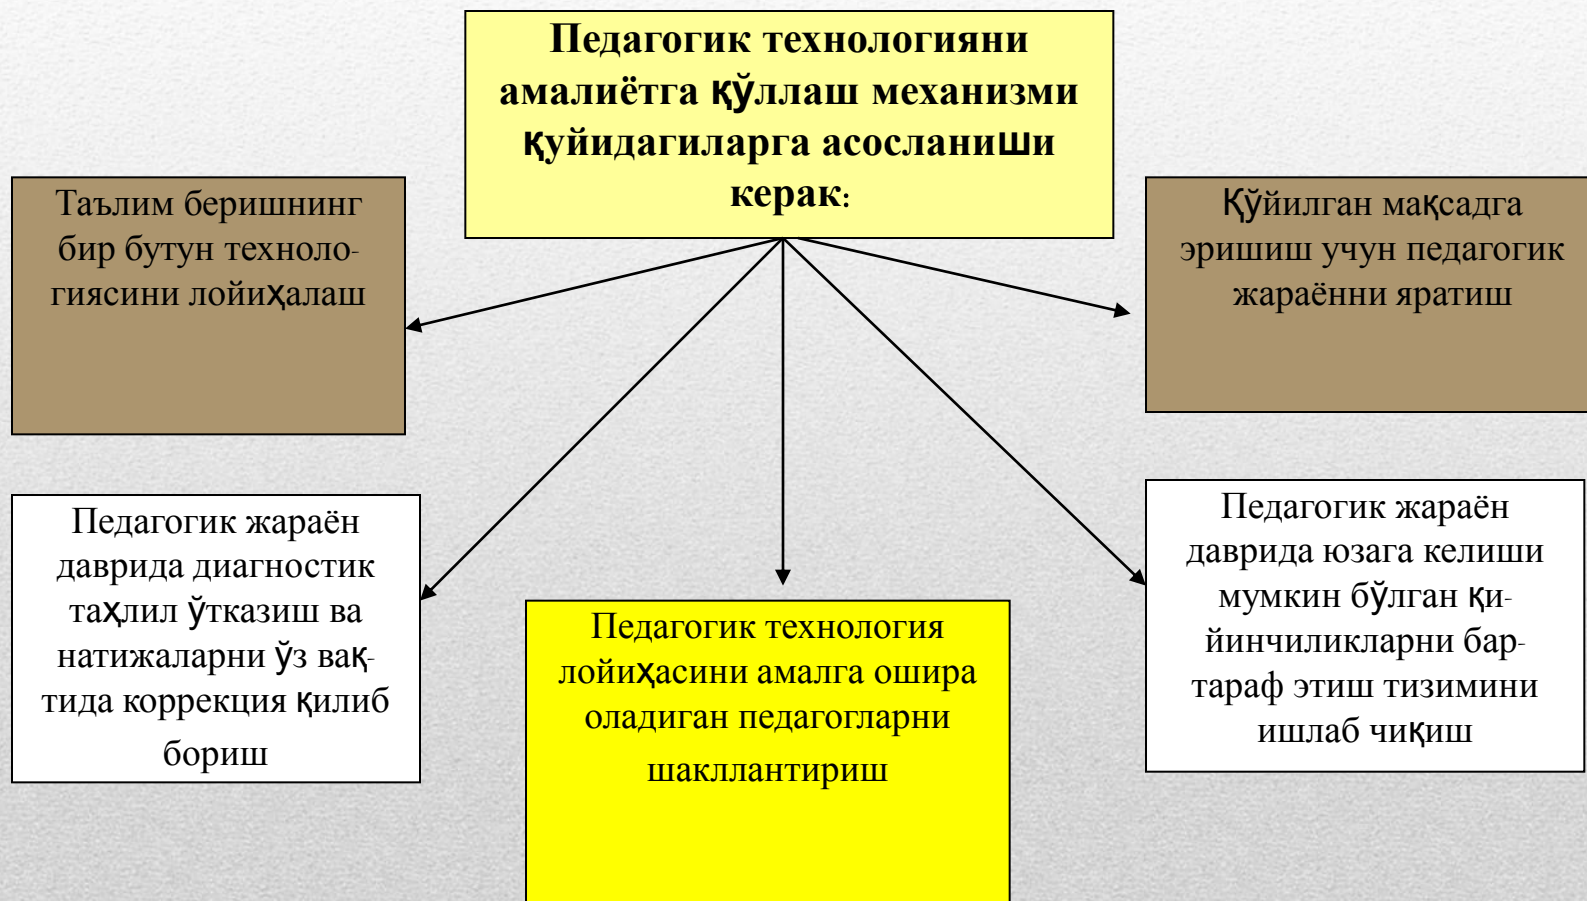 Педагогик технологияни
амалиётга қўллаш механизми
қуйидагиларга асосланиши
керак:
Таълим беришнинг
бир бутун техноло-
гиясини лойиҳалаш
Қўйилган мақсадга
эришиш учун педагогик
жараённи яратиш
Педагогик жараён
даврида диагностик
таҳлил ўтказиш ва
натижаларни ўз вақ-
тида коррекция қилиб
бориш
Педагогик технология
лойиҳасини амалга ошира
оладиган педагогларни
шакллантириш
Педагогик жараён
даврида юзага келиши
мумкин бўлган қи-
йинчиликларни бар-
тараф этиш тизимини
ишлаб чиқиш